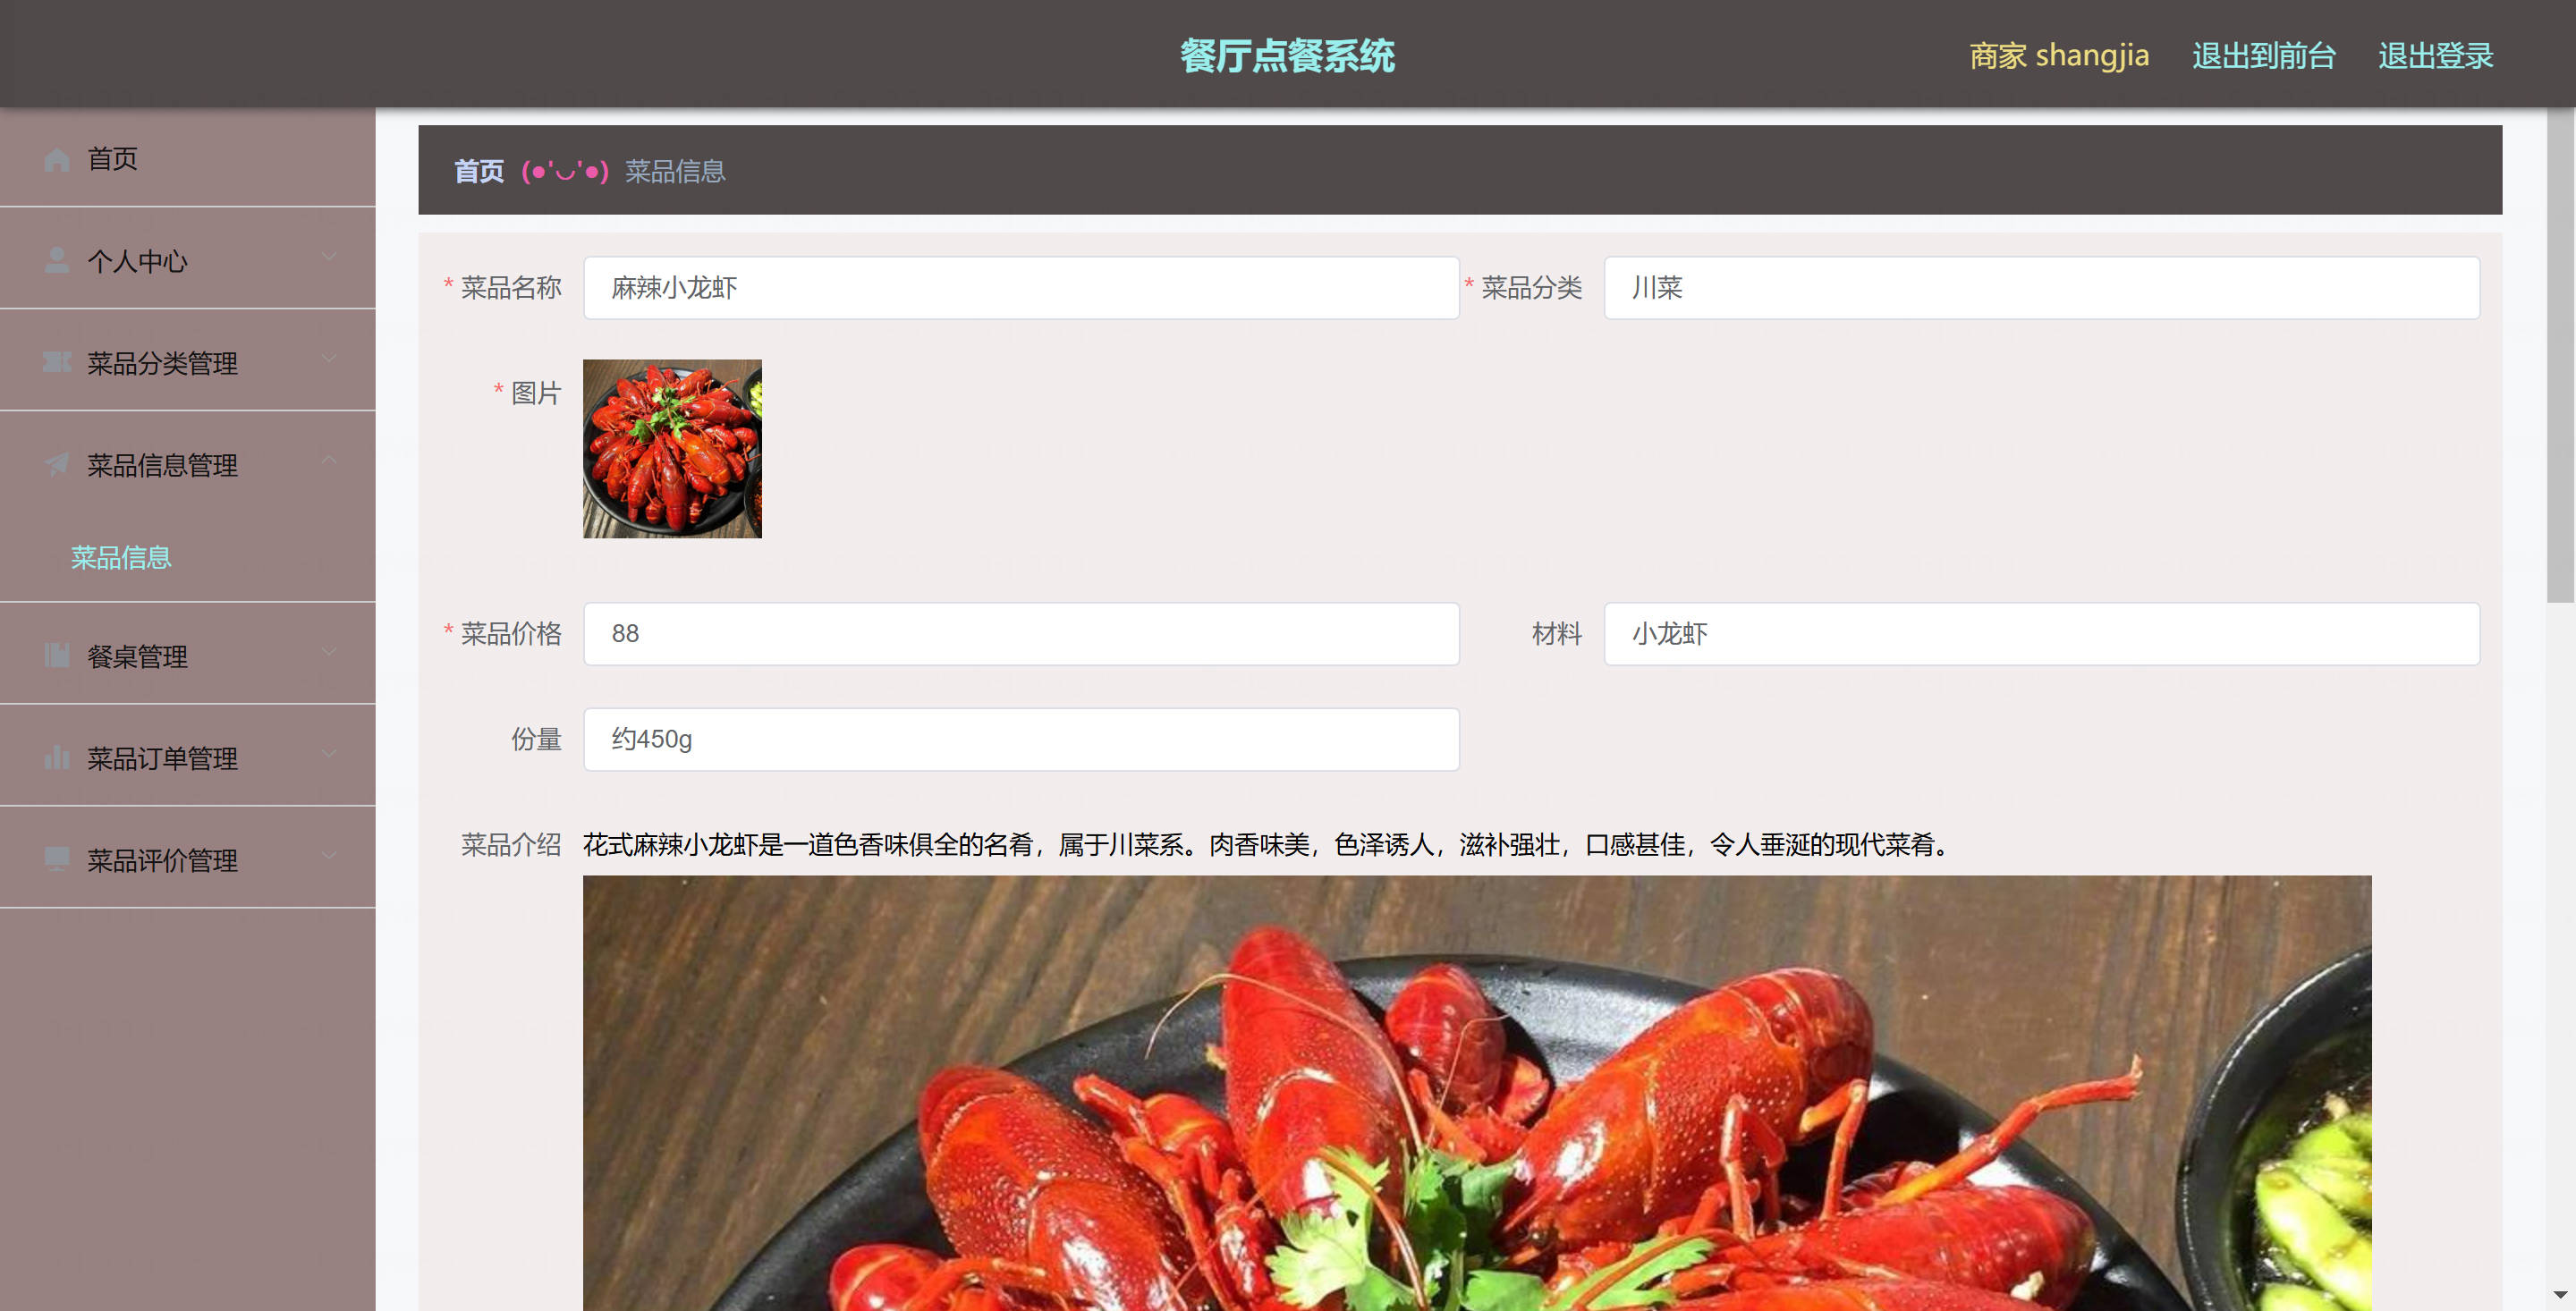 餐厅点餐系统
商家 shangjia 退出到前台 退出登录
首页
个人中心
菜品分类管理
菜品信息管理
菜品信息
餐桌管理
菜品订单管理
菜品评价管理
首页 (●'◡'●) 菜品信息
* 菜品名称 麻辣小龙虾 * 菜品分类 川菜
* 图片
* 菜品价格 88 材料 小龙虾
份量 约450g
菜品介绍 花式麻辣小龙虾是一道色香味俱全的名肴，属于川菜系。肉香味美，色泽诱人，滋补强壮，口感甚佳，令人垂涎的现代菜肴。